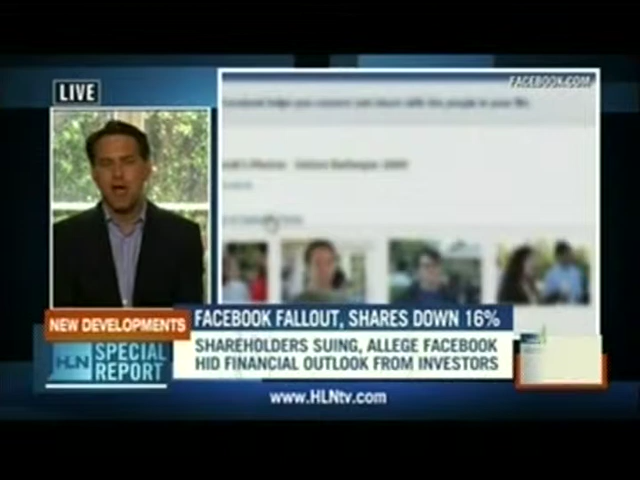 LIVE
FACEBOOK.COM
NEW DEVELOPMENTS
FACEBOOK FALLOUT, SHARES DOWN 16%
HLN SPECIAL REPORT
SHAREHOLDERS SUING, ALLEGE FACEBOOK
HID FINANCIAL OUTLOOK FROM INVESTORS
www.HLNtv.com